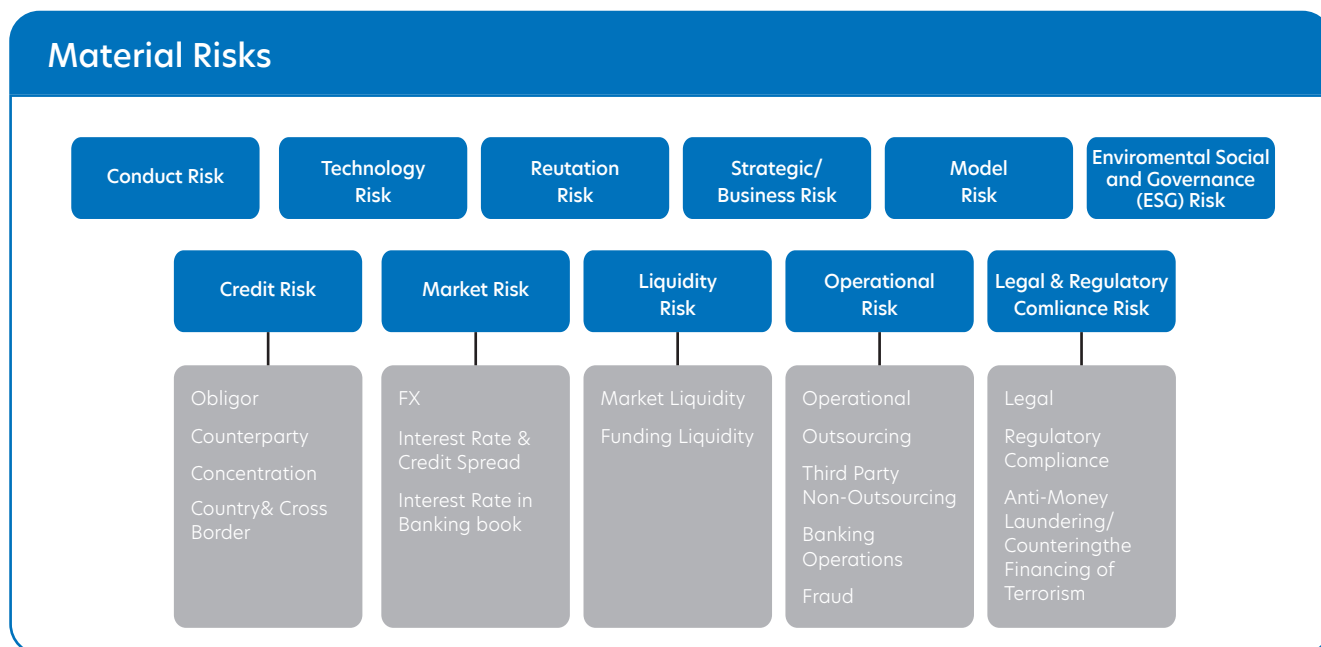 Material Risks
Conduct Risk
Technology
Risk
Reutation
Risk
Strategic/
Business Risk
Model
Risk
Enviromental Social
and Governance
(ESG) Risk
Credit Risk
Market Risk
Liquidity
Risk
Operational
Risk
Legal & Regulatory
Comliance Risk
Obligor
Counterparty
Concentration
Country& Cross
Border
FX
Interest Rate &
Credit Spread
Interest Rate in
Banking book
Market Liquidity
Funding Liquidity
Operational
Outsourcing
Third Party
Non-Outsourcing
Banking
Operations
Fraud
Legal
Regulatory
Compliance
Anti-Money
Laundering/
Counteringthe
Financing of
Terrorism